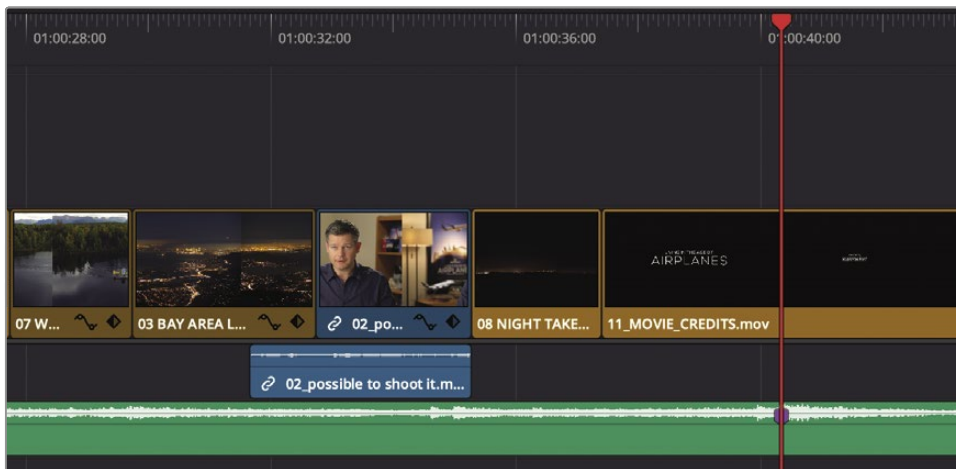 01:00:28:00
01:00:32:00
01:00:36:00
01:00:40:00
AIRPLANES
07 W...
03 BAY AREA L...
02_po...
08 NIGHT TAKE...
11_MOVIE_CREDITS.mov
02_possible to shoot it.m...